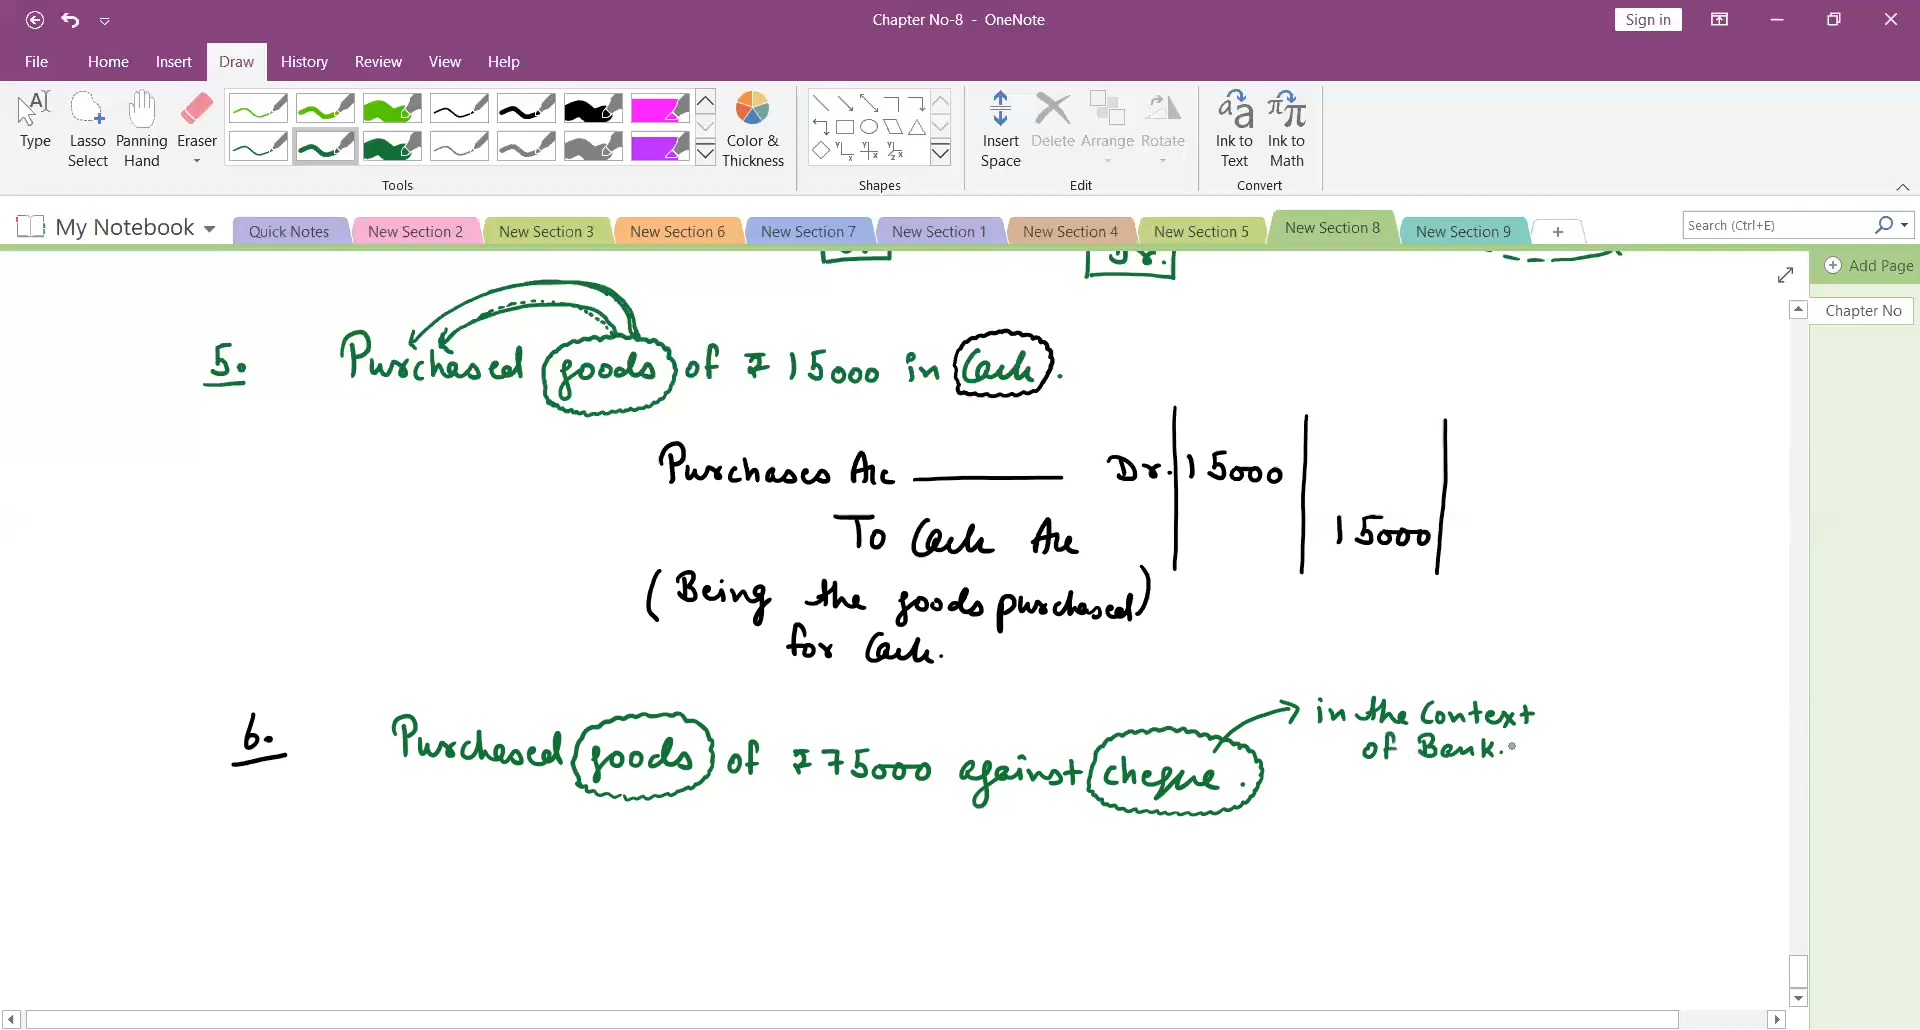 Chapter No-8 - OneNote
Sign in
File Home Insert Draw History Review View Help
Type
Lasso Select
Panning Hand
Eraser
Color & Thickness
Insert Space
Delete
Arrange
Rotate
Ink to Text
Ink to Math
Tools
Shapes
Edit
Convert
My Notebook
Quick Notes
New Section 2
New Section 3
New Section 6
New Section 7
New Section 1
New Section 4
New Section 5
New Section 8
New Section 9
Search (Ctrl+E)
Add Page
Chapter No
5. Purchased goods of ₹ 15000 in Cash.
Purchases A/c Dr. 15000
To Cash A/c 15000
(Being the goods purchased)
for Cash.
6. Purchased goods of ₹ 75000 against cheque.
in the Context
of Bank.